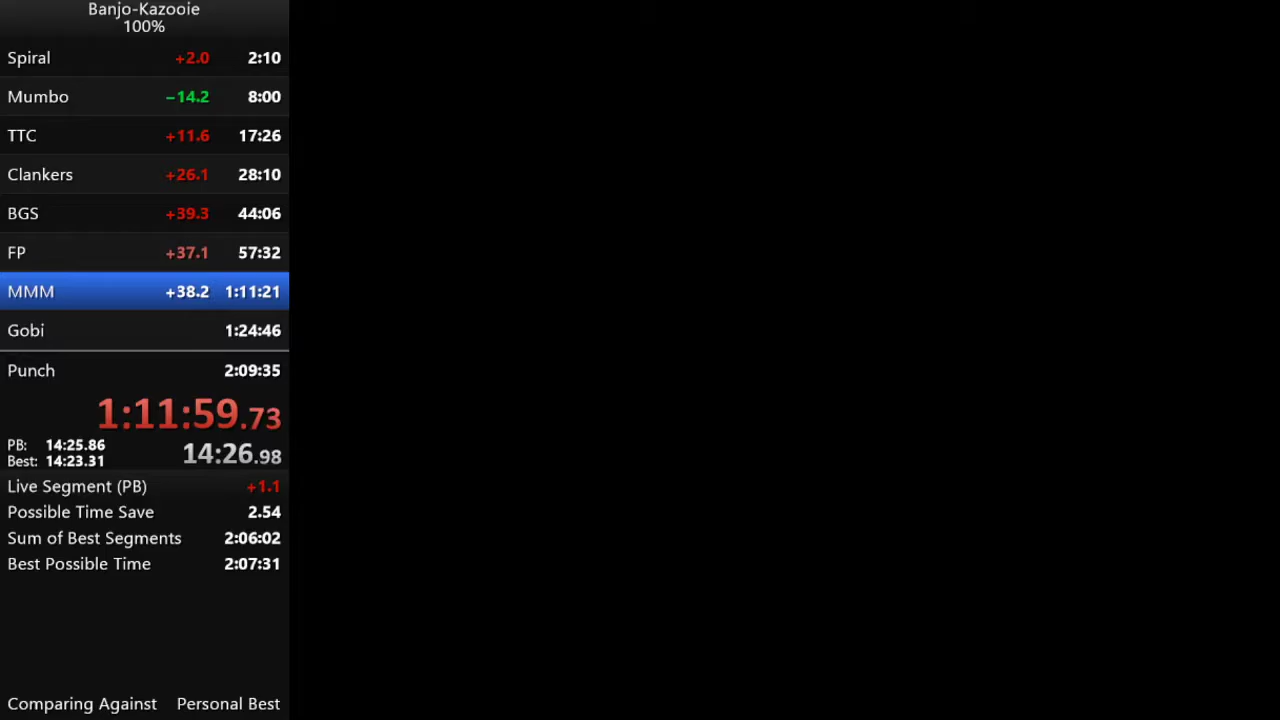 Banjo-Kazooie
100%
Spiral +2.0 2:10
Mumbo −14.2 8:00
TTC +11.6 17:26
Clankers +26.1 28:10
BGS +39.3 44:06
FP +37.1 57:32
MMM +38.2 1:11:21
Gobi 1:24:46
Punch 2:09:35
1:11:59.73
PB: 14:25.86
Best: 14:23.31
14:26.98
Live Segment (PB) +1.1
Possible Time Save 2.54
Sum of Best Segments 2:06:02
Best Possible Time 2:07:31
Comparing Against Personal Best